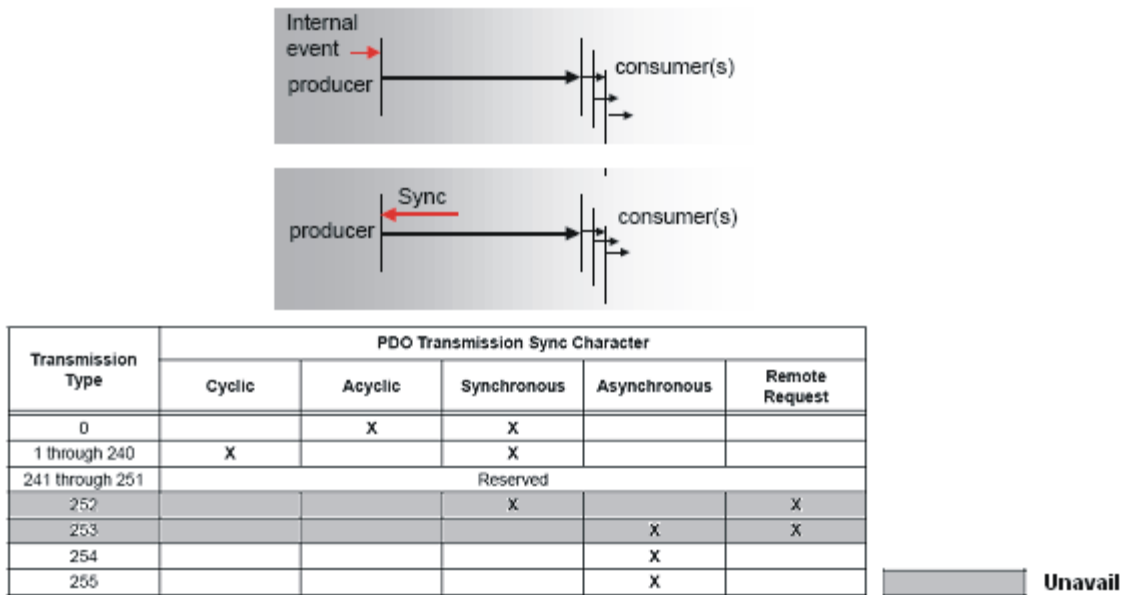 Internal
event
producer
consumer(s)
Sync
producer
consumer(s)
Transmission Type
PDO Transmission Sync Character
Cyclic Acyclic Synchronous Asynchronous Remote Request
0 X X
1 through 240 X X
241 through 251 Reserved
252 X X
253 X X
254 X
255 X
Unavail